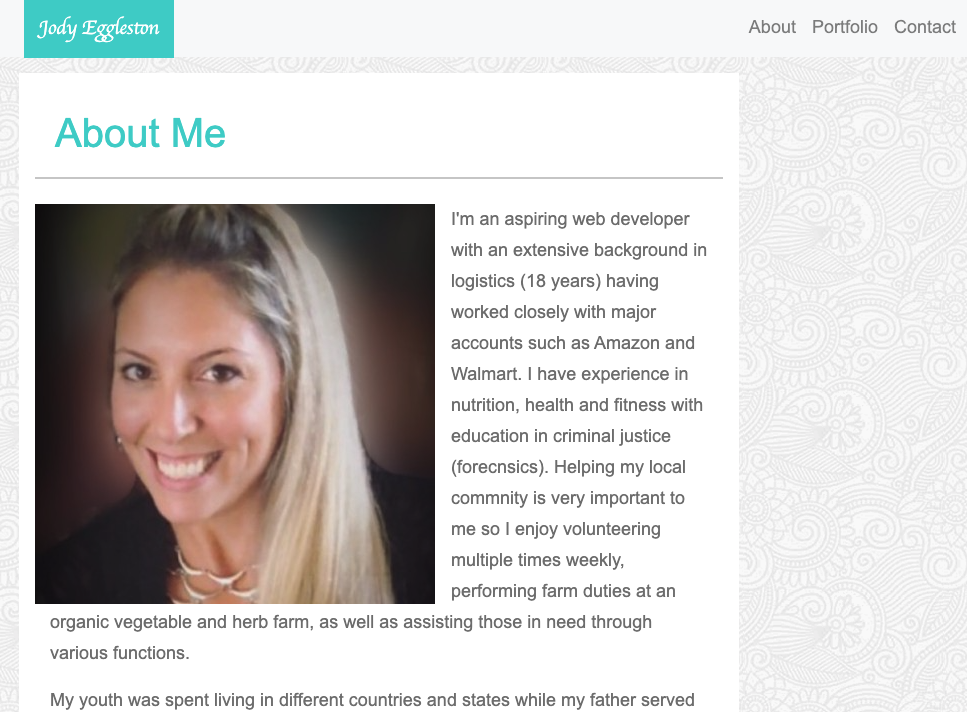 Jody Eggleston
About Portfolio Contact
About Me
I'm an aspiring web developer
with an extensive background in
logistics (18 years) having
worked closely with major
accounts such as Amazon and
Walmart. I have experience in
nutrition, health and fitness with
education in criminal justice
(forecnsics). Helping my local
commnity is very important to
me so I enjoy volunteering
multiple times weekly,
performing farm duties at an
organic vegetable and herb farm, as well as assisting those in need through
various functions.
My youth was spent living in different countries and states while my father served